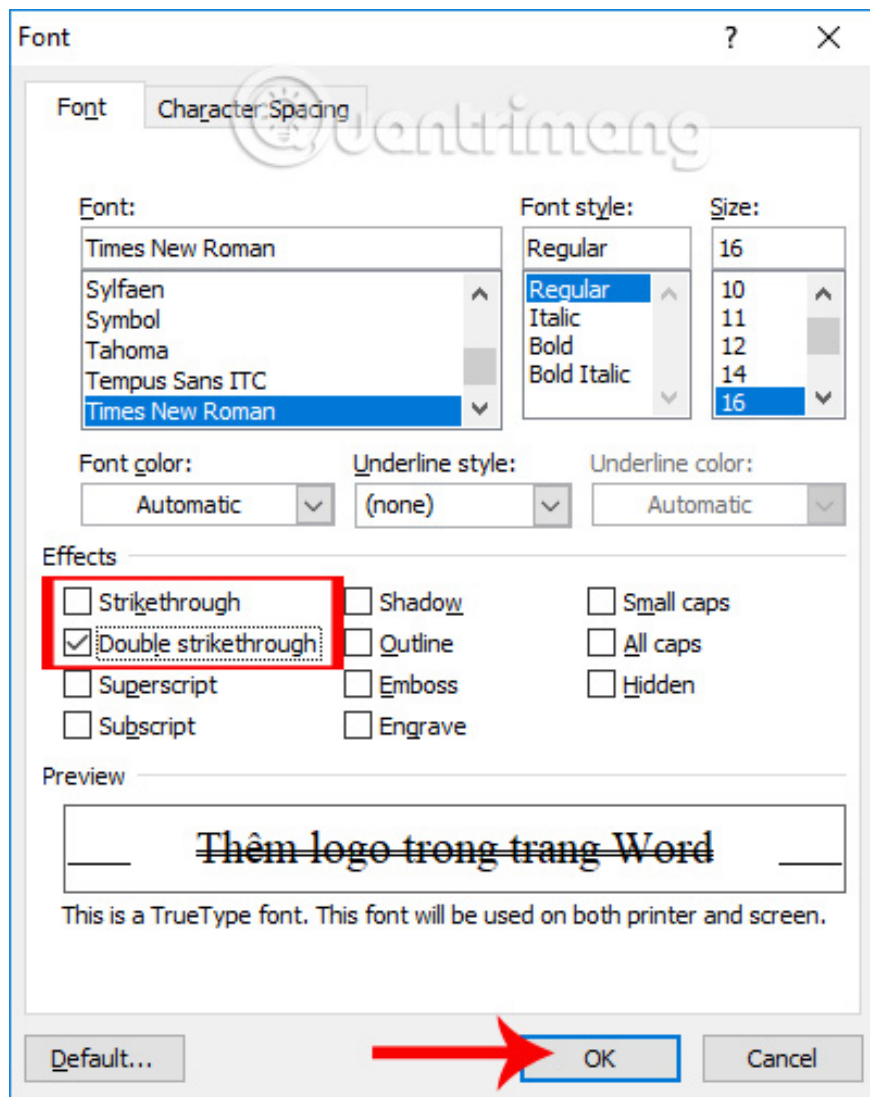 Font ?
Font Character Spacing
Quantrimang
Font: Font style: Size:
Times New Roman Regular 16
Sylfaen Regular 10
Symbol Italic 11
Tahoma Bold 12
Tempus Sans ITC Bold Italic 14
Times New Roman 16
Font color: Underline style: Underline color:
Automatic (none) Automatic
Effects
Strikethrough Shadow Small caps
Double strikethrough Outline All caps
Superscript Emboss Hidden
Subscript Engrave
Preview
Thêm logo trong trang Word
This is a TrueType font. This font will be used on both printer and screen.
Default... OK Cancel